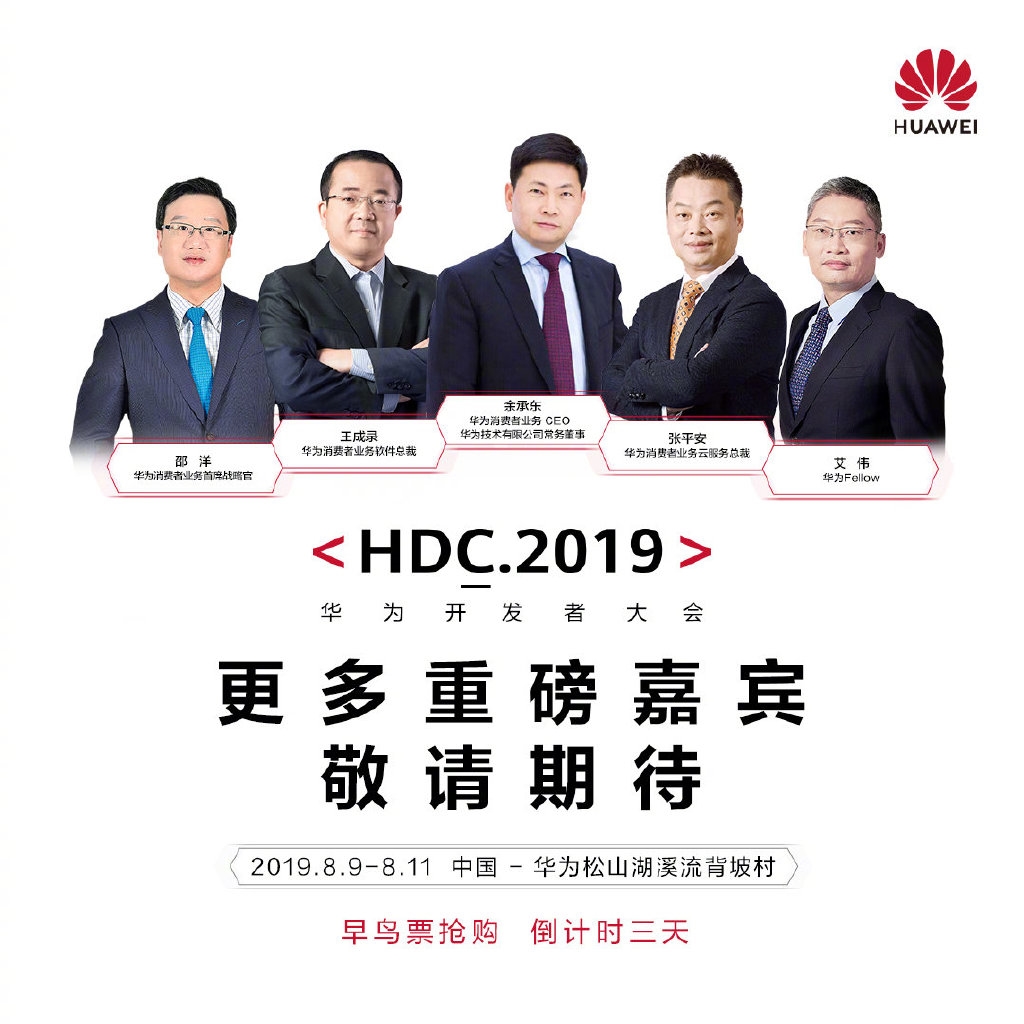 HUAWEI
邵 洋
华为消费者业务首席战略官
王成录
华为消费者业务软件总裁
余承东
华为消费者业务 CEO
华为技术有限公司常务董事
张平安
华为消费者业务云服务总裁
艾 伟
华为Fellow
<HDC.2019>
华为开发者大会
更多重磅嘉宾
敬请期待
2019.8.9-8.11 中国 - 华为松山湖溪流背坡村
早鸟票抢购 倒计时三天